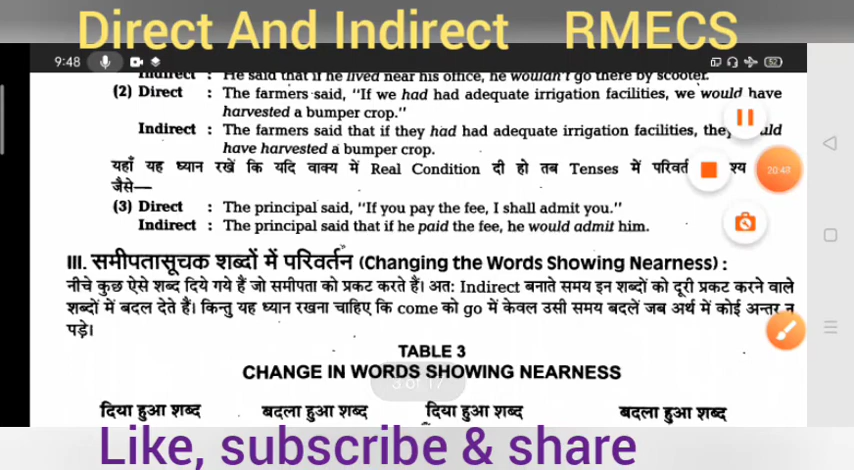 Direct And Indirect RMECS
9:48 52
Indirect : He said that if he lived near his office, he wouldn't go there by scooter.
(2) Direct : The farmers said, "If we had had adequate irrigation facilities, we would have
harvested a bumper crop."
Indirect : The farmers said that if they had had adequate irrigation facilities, they
have harvested a bumper crop.
यहाँ यह ध्यान रखें कि यदि वाक्य में Real Condition दी हो तब Tenses में
20:43
जैसे—
(3) Direct : The principal said, "If you pay the fee, I shall admit you."
Indirect : The principal said that if he paid the fee, he would admit him.
III. समीपतासूचक शब्दों में परिवर्तन (Changing the Words Showing Nearness) :
नीचे कुछ ऐसे शब्द दिये गये हैं जो समीपता को प्रकट करते हैं। अत: Indirect बनाते समय इन शब्दों को दूरी प्रकट करने वाले
शब्दों में बदल देते हैं। किन्तु यह ध्यान रखना चाहिए कि come को go में केवल उसी समय बदलें जब अर्थ में कोई अन्तर न
पड़े।
TABLE 3
CHANGE IN WORDS SHOWING NEARNESS
3 of 17
दिया हुआ शब्द बदला हुआ शब्द दिया हुआ शब्द बदला हुआ शब्द
Like, subscribe & share